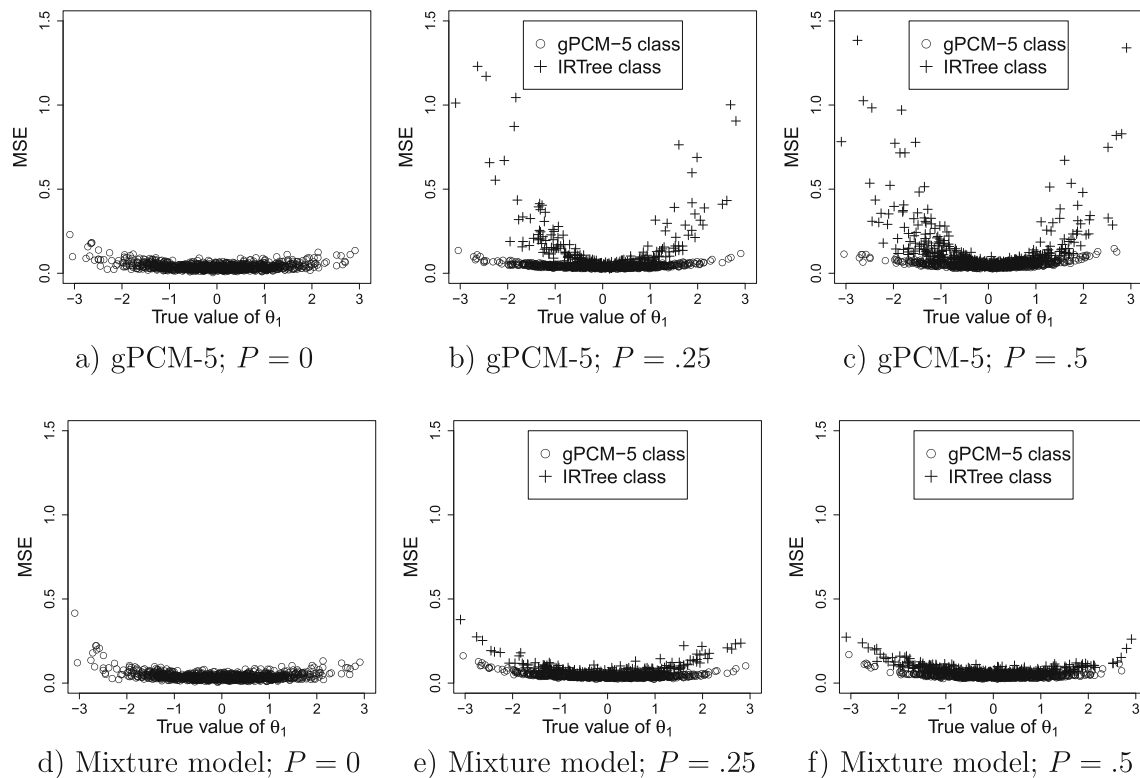 MSE
0.0 0.5 1.0 1.5
−3 −2 −1 0 1 2 3
True value of θ1
a) gPCM-5; P = 0
MSE
0.0 0.5 1.0 1.5
gPCM−5 class
IRTree class
−3 −2 −1 0 1 2 3
True value of θ1
b) gPCM-5; P = .25
MSE
0.0 0.5 1.0 1.5
gPCM−5 class
IRTree class
−3 −2 −1 0 1 2 3
True value of θ1
c) gPCM-5; P = .5
MSE
0.0 0.5 1.0 1.5
−3 −2 −1 0 1 2 3
True value of θ1
d) Mixture model; P = 0
MSE
0.0 0.5 1.0 1.5
gPCM−5 class
IRTree class
−3 −2 −1 0 1 2 3
True value of θ1
e) Mixture model; P = .25
MSE
0.0 0.5 1.0 1.5
gPCM−5 class
IRTree class
−3 −2 −1 0 1 2 3
True value of θ1
f) Mixture model; P = .5